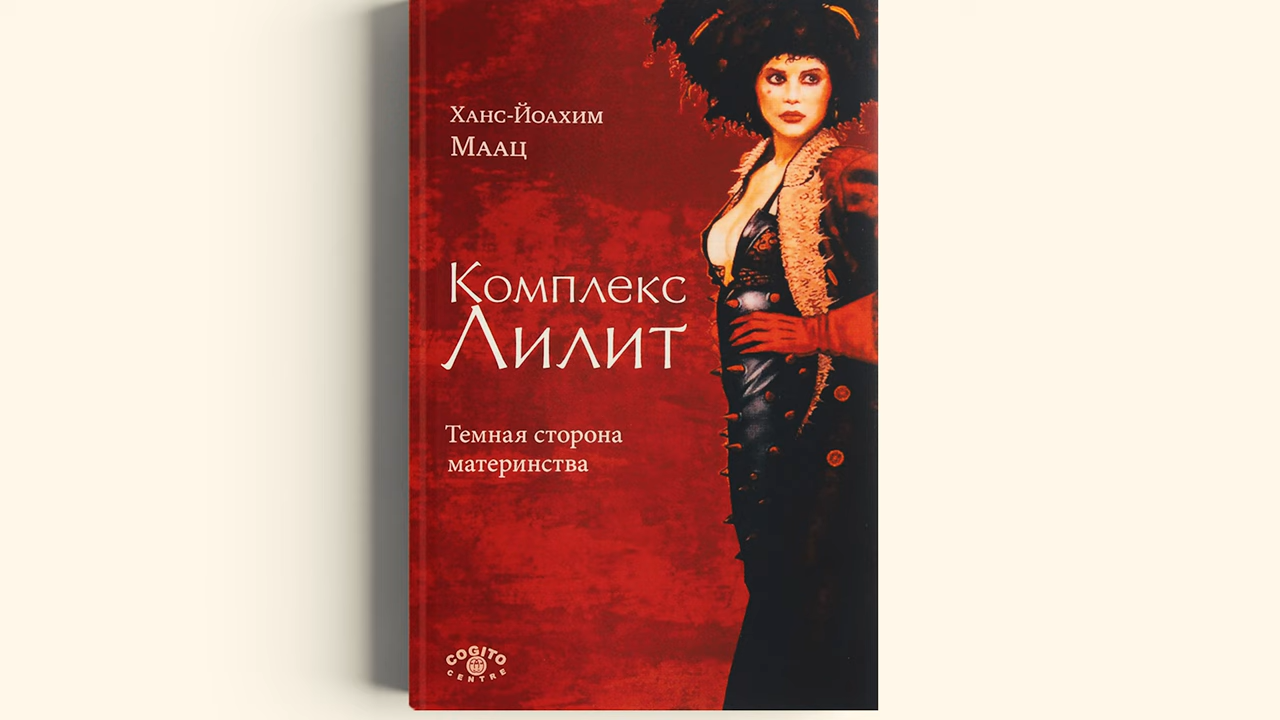 Ханс-Йоахим
Маац
Комплекс
Лилит
Темная сторона
материнства
COGITO
CENTRE